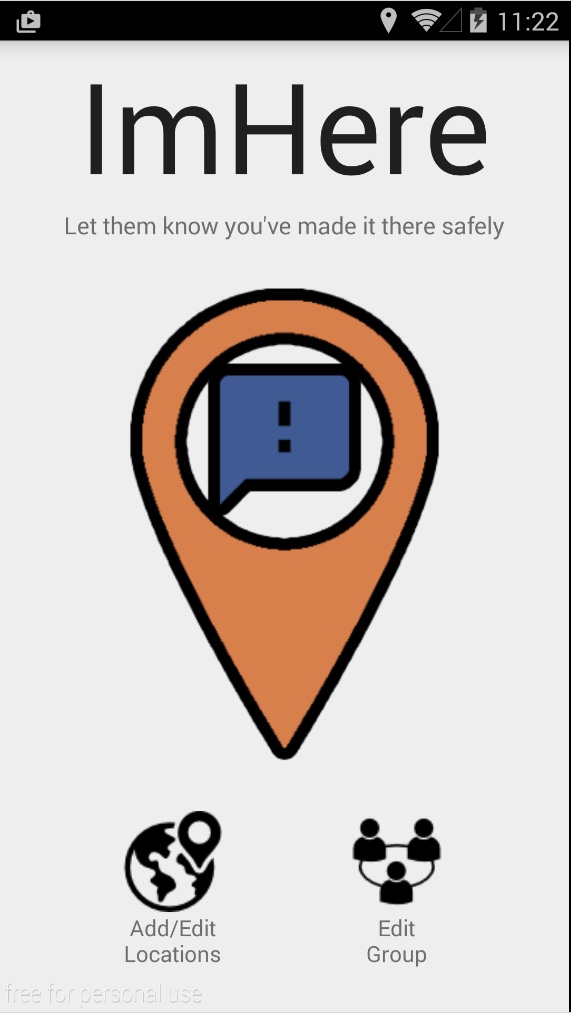 11:22
ImHere
Let them know you've made it there safely
Add/Edit
Locations
Edit
Group
free for personal use